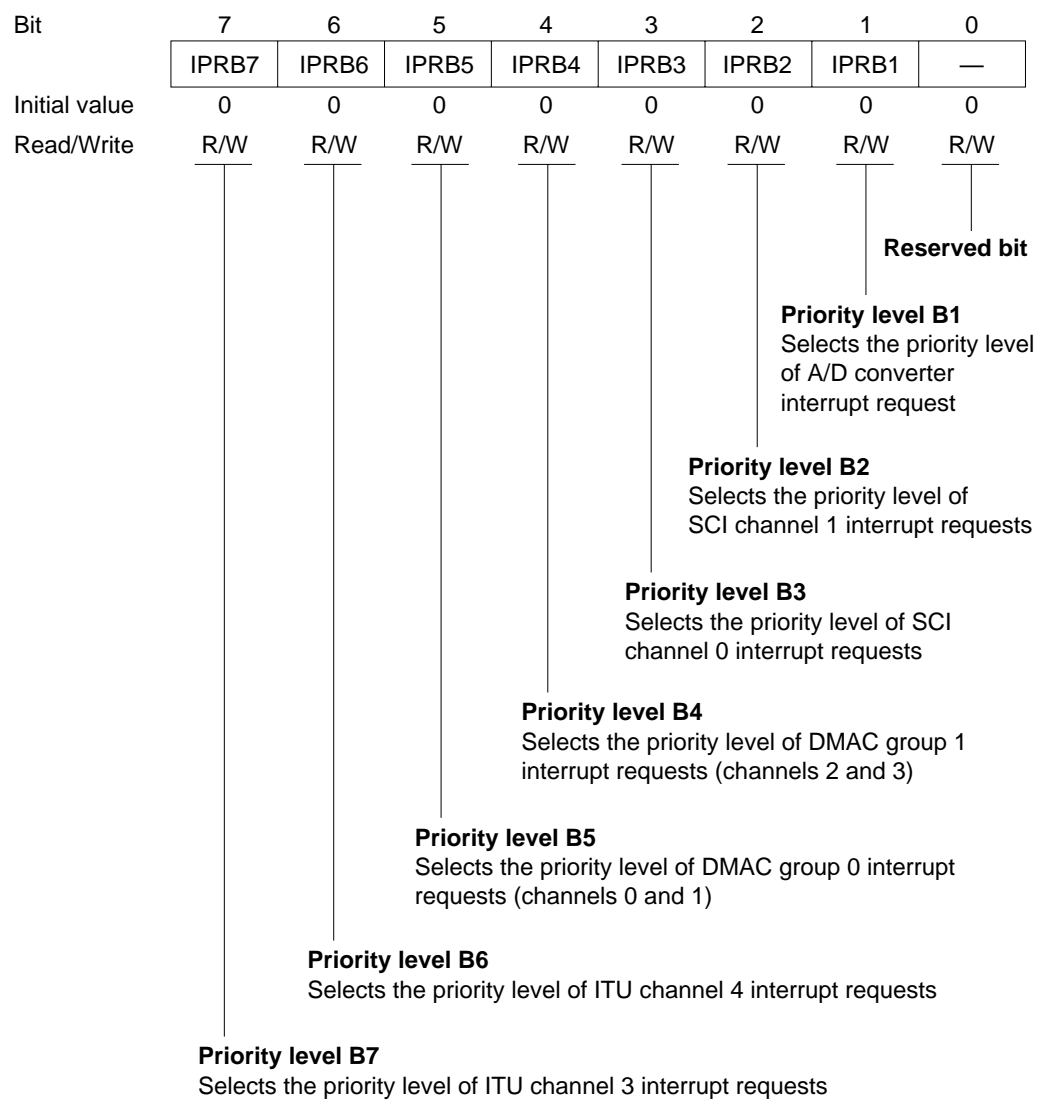 Bit 7 6 5 4 3 2 1 0
IPRB7 IPRB6 IPRB5 IPRB4 IPRB3 IPRB2 IPRB1 —
Initial value 0 0 0 0 0 0 0 0
Read/Write R/W R/W R/W R/W R/W R/W R/W R/W
Reserved bit
Priority level B1
Selects the priority level
of A/D converter
interrupt request
Priority level B2
Selects the priority level of
SCI channel 1 interrupt requests
Priority level B3
Selects the priority level of SCI
channel 0 interrupt requests
Priority level B4
Selects the priority level of DMAC group 1
interrupt requests (channels 2 and 3)
Priority level B5
Selects the priority level of DMAC group 0 interrupt
requests (channels 0 and 1)
Priority level B6
Selects the priority level of ITU channel 4 interrupt requests
Priority level B7
Selects the priority level of ITU channel 3 interrupt requests